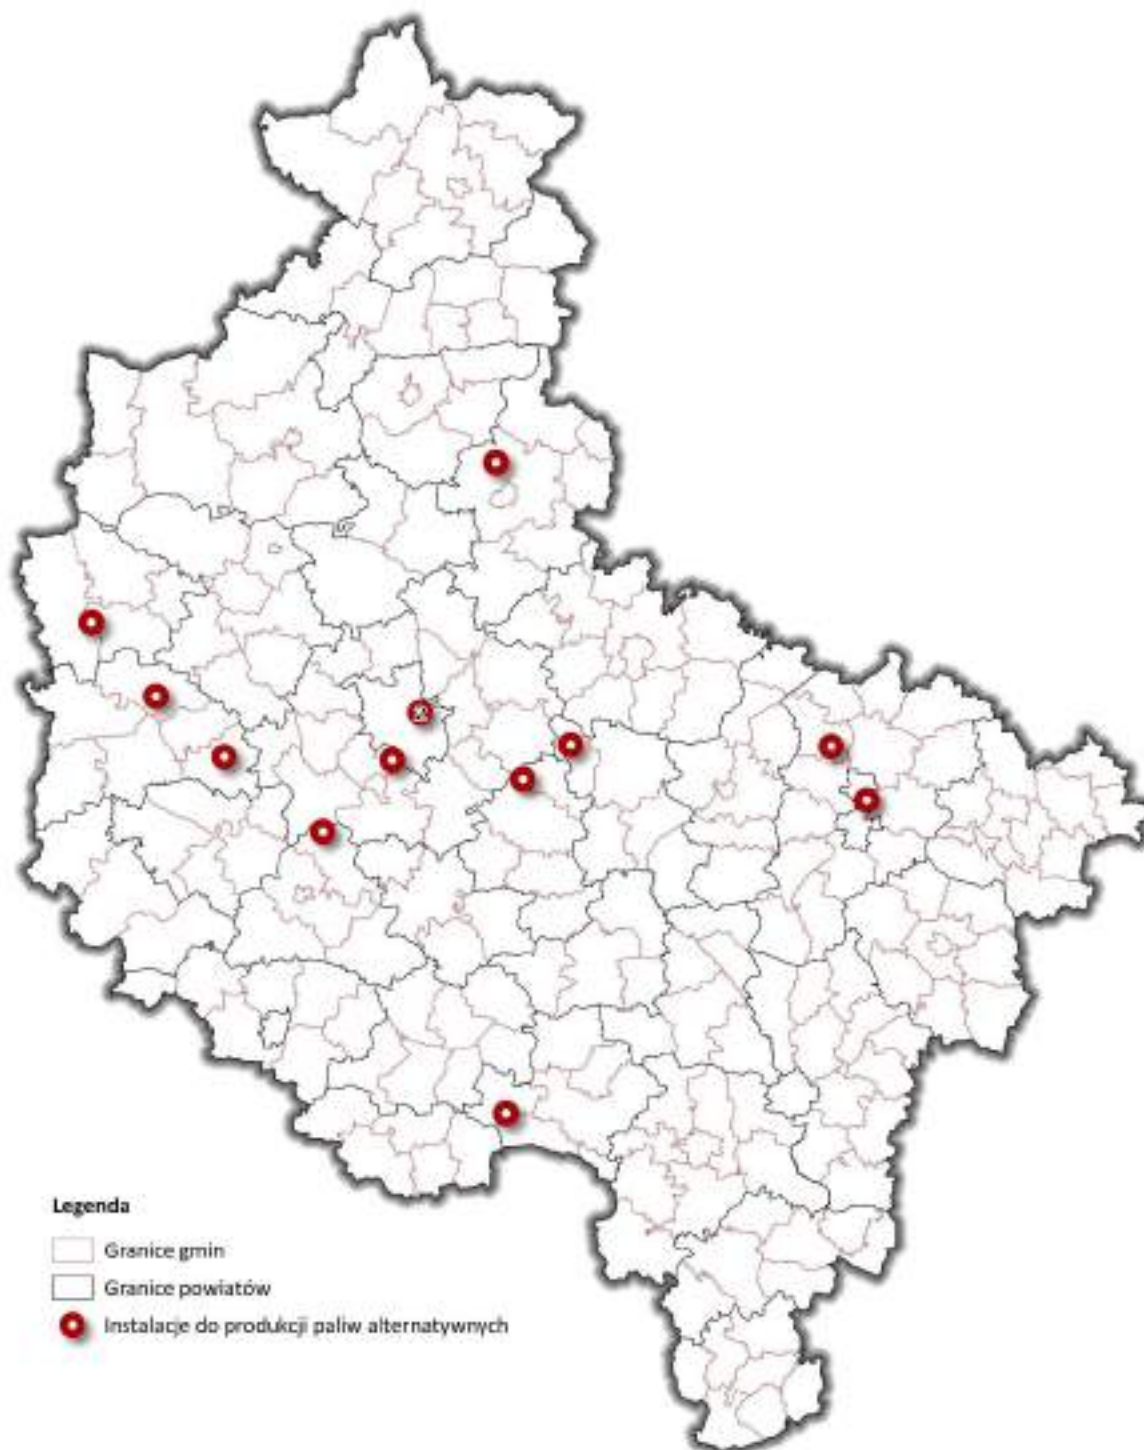 Legenda
Granice gmin
Granice powiatów
Instalacje do produkcji paliw alternatywnych